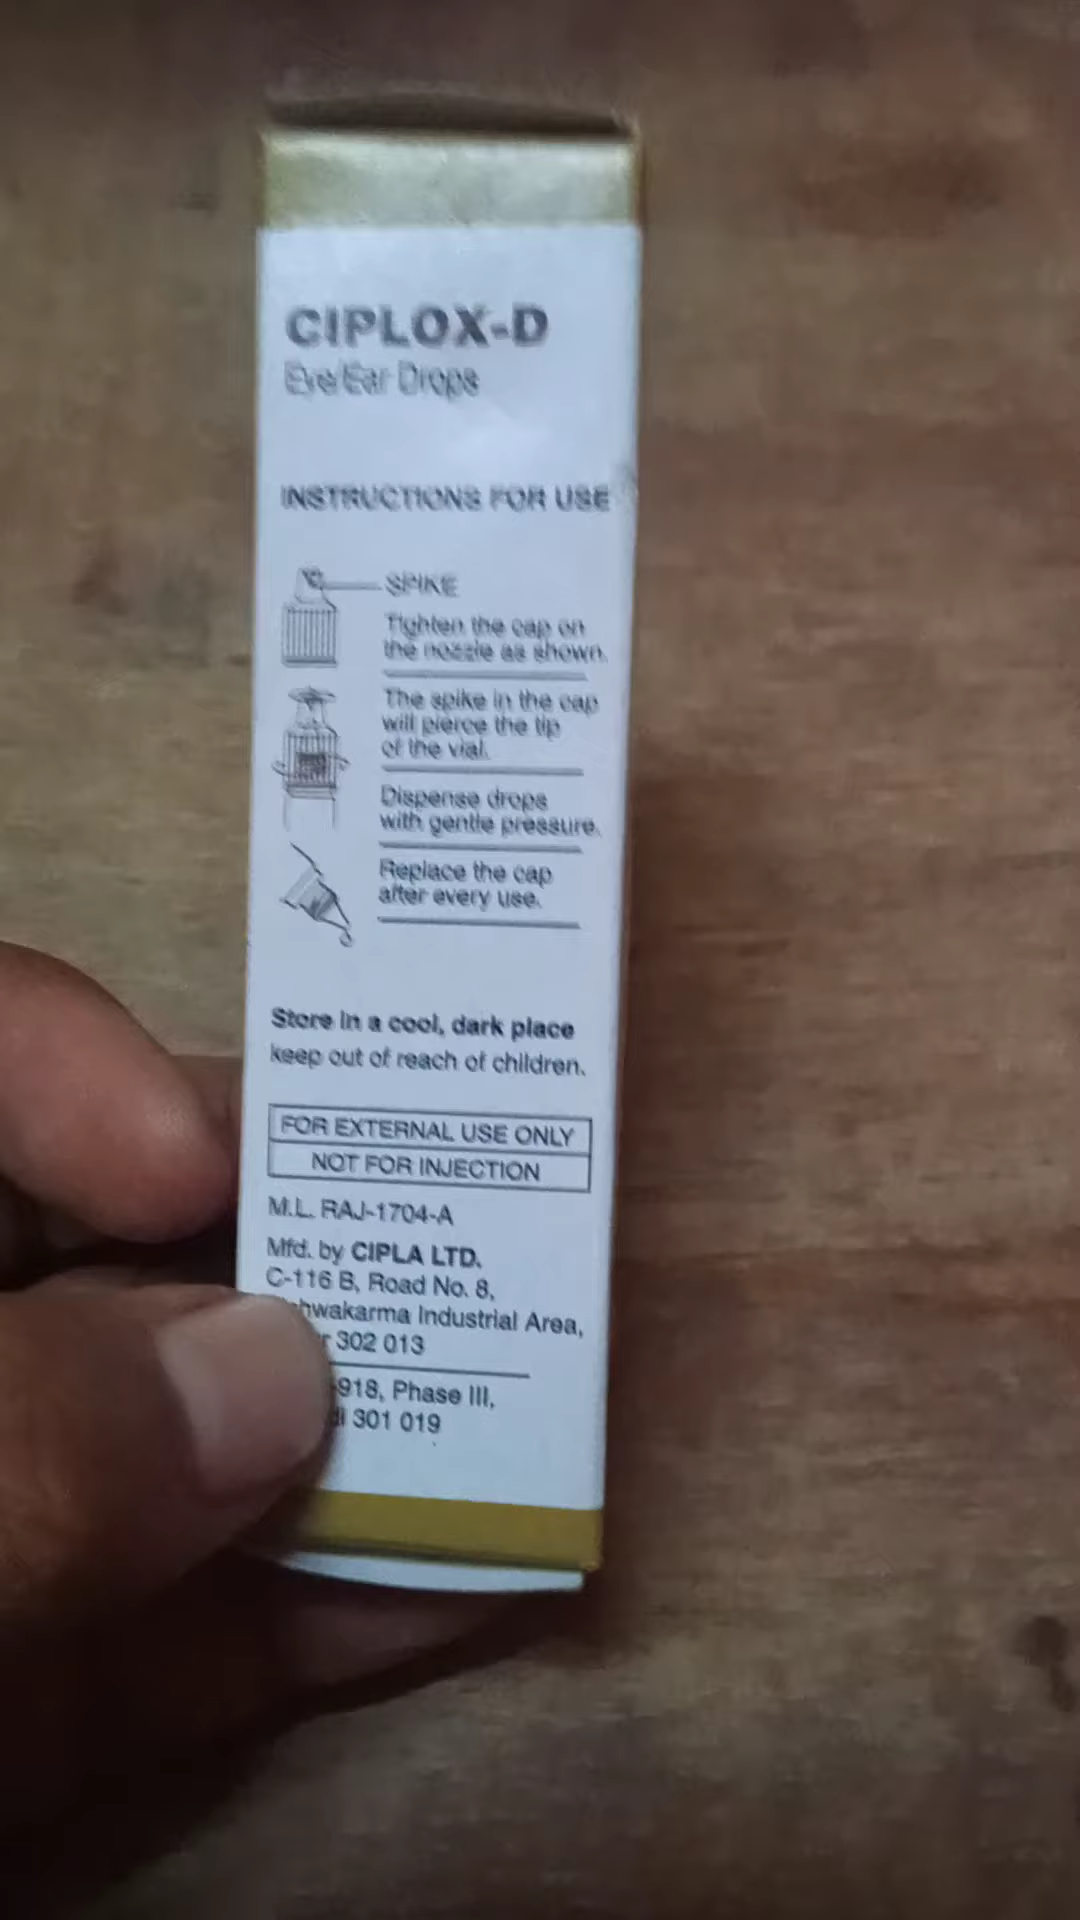 CIPLOX-D
Eye/Ear Drops
INSTRUCTIONS FOR USE
SPIKE
Tighten the cap on
the nozzle as shown.
The spike in the cap
will pierce the tip
of the vial.
Dispense drops
with gentle pressure.
Replace the cap
after every use.
Store in a cool, dark place
keep out of reach of children.
FOR EXTERNAL USE ONLY
NOT FOR INJECTION
M.L. RAJ-1704-A
Mfd. by CIPLA LTD.
C-116 B, Road No. 8,
Industrial Area,
302 013
-918, Phase III,
301 019